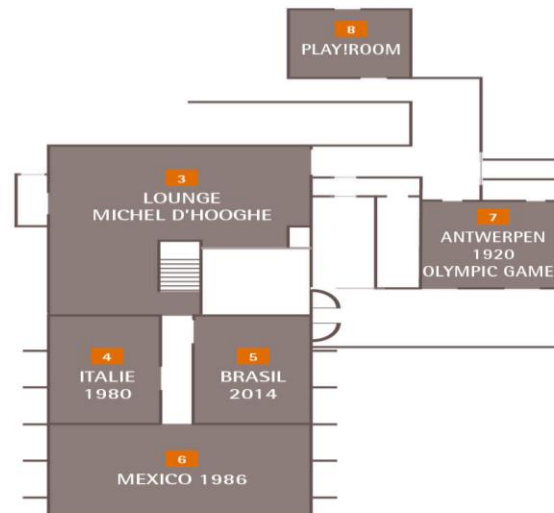 8
PLAY!ROOM
3
LOUNGE
MICHEL D'HOOGHE
7
ANTWERPEN
1920
OLYMPIC GAME
4
ITALIE
1980
5
BRASIL
2014
6
MEXICO 1986